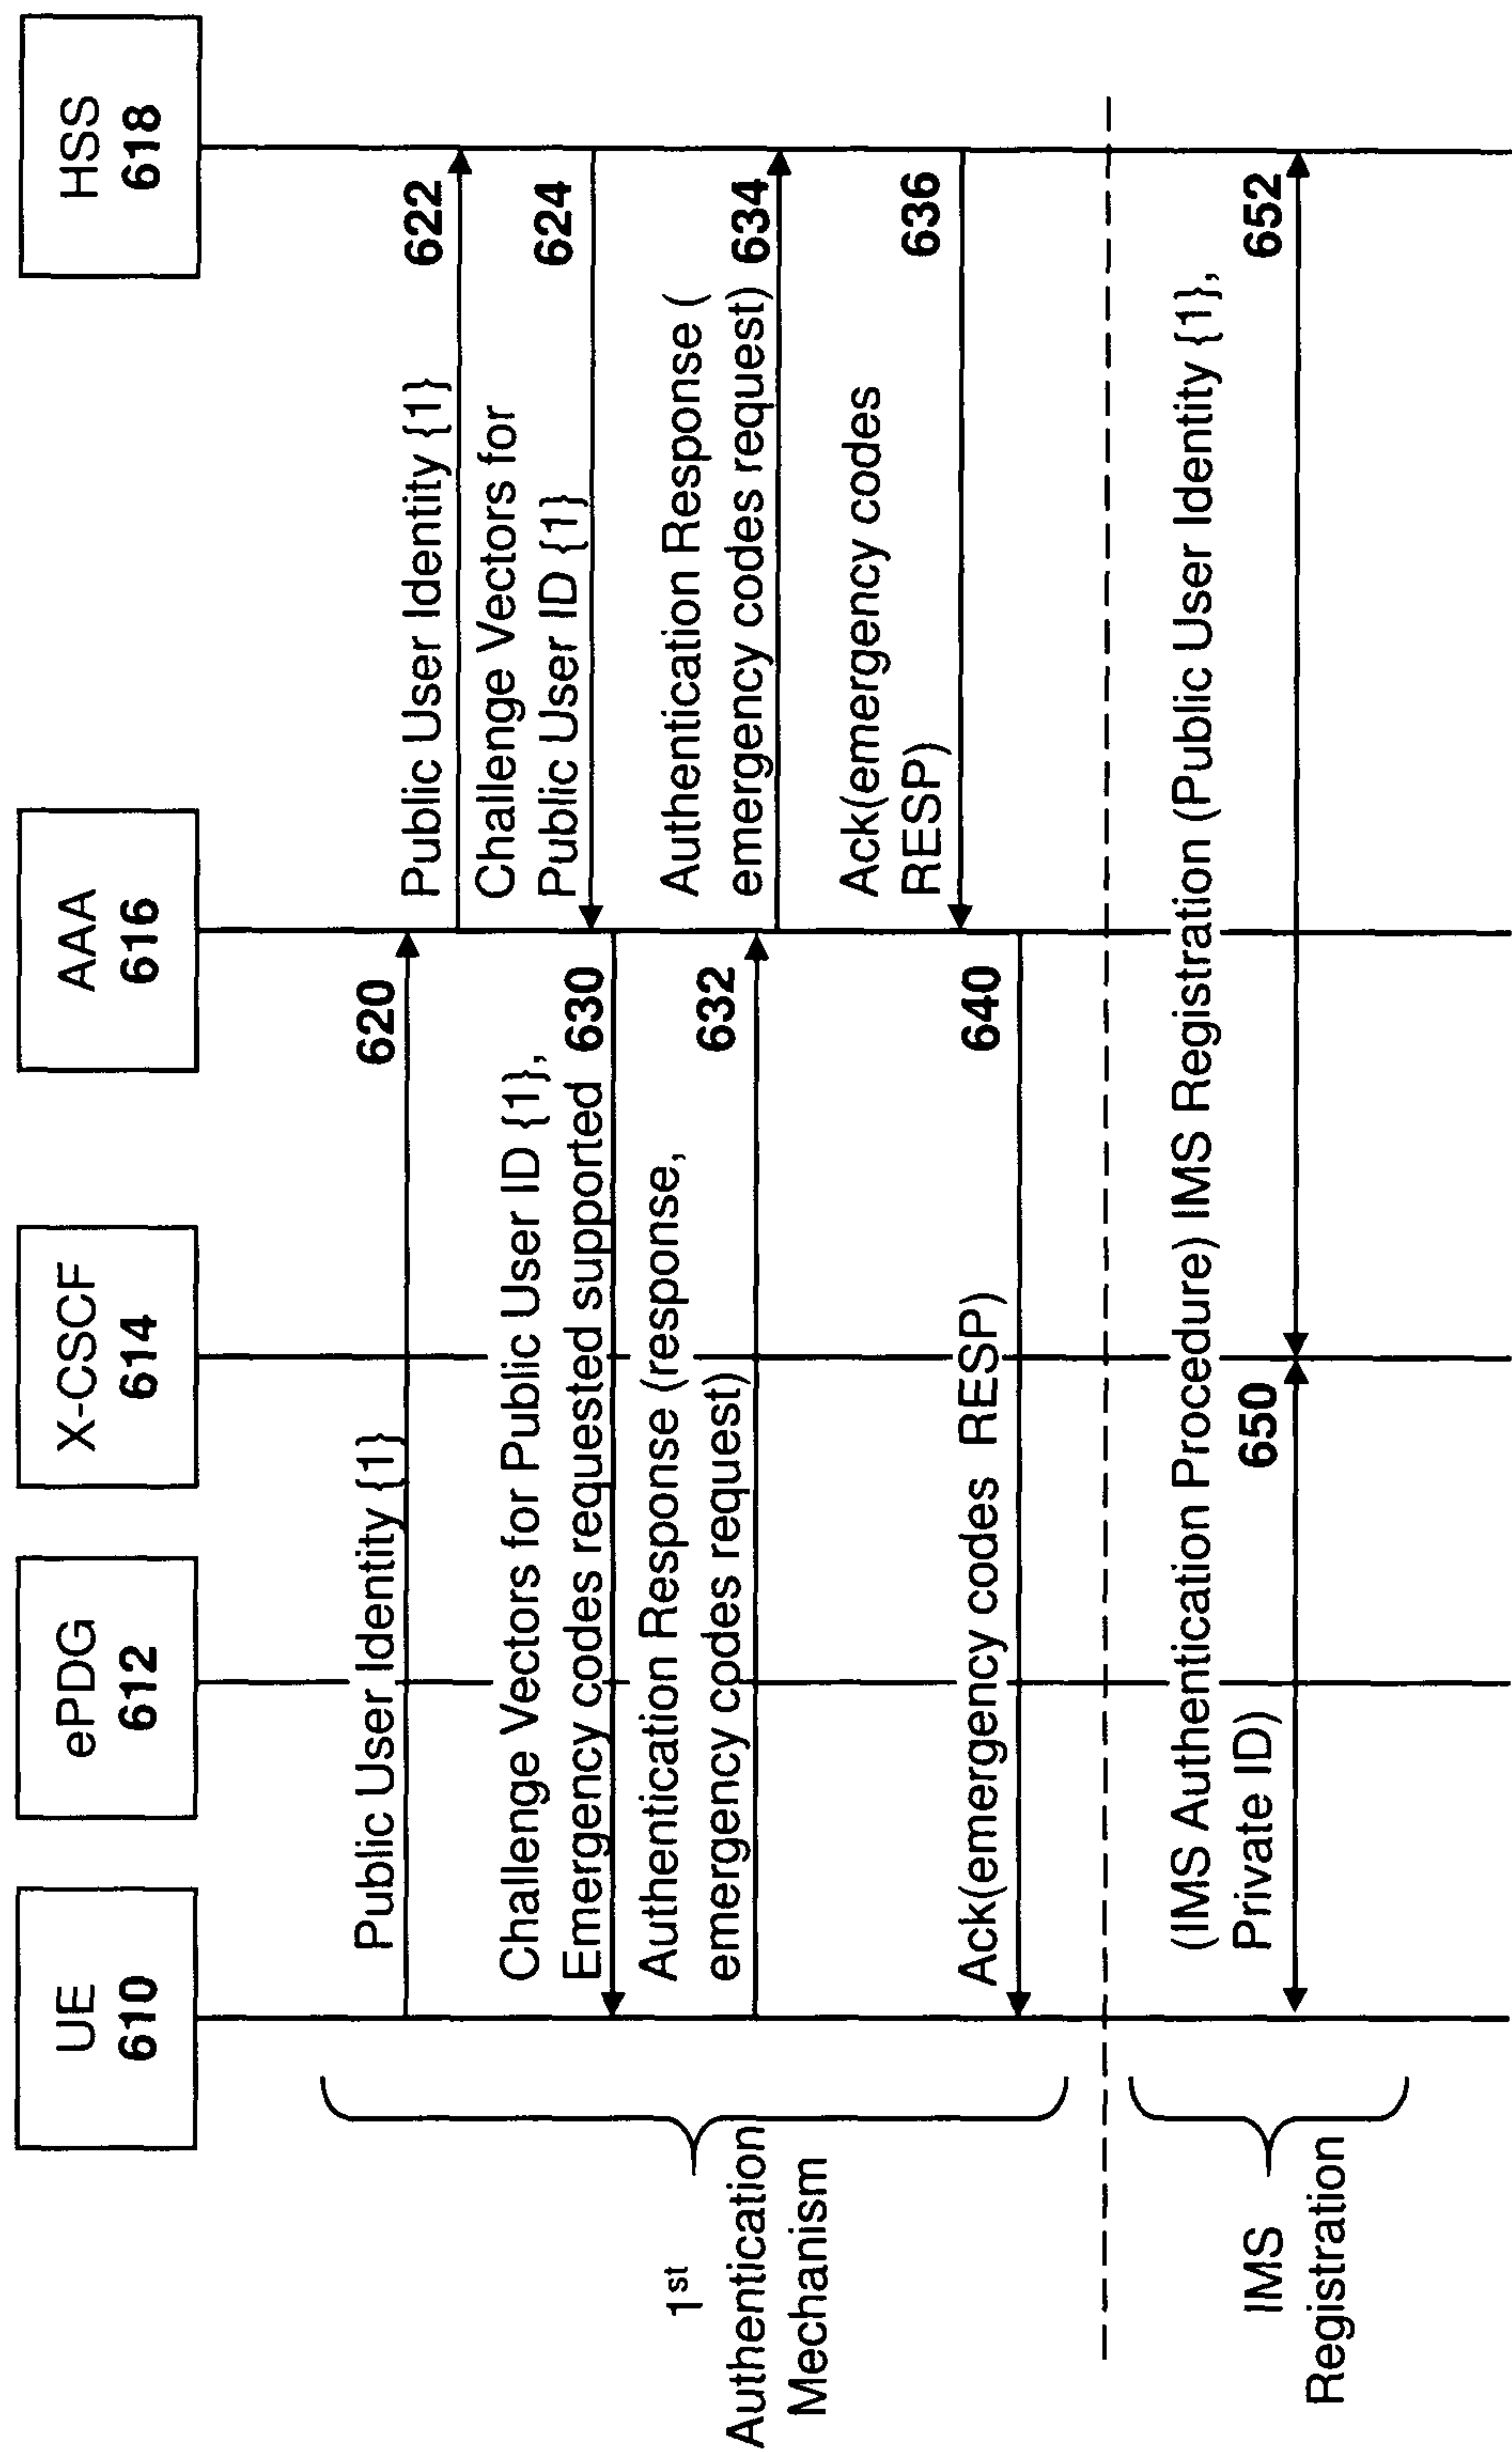 UE
610
ePDG
612
X-CSCF
614
AAA
616
HSS
618
Public User Identity {1}
620
Public User Identity {1}
622
Challenge Vectors for
Public User ID {1}
624
Challenge Vectors for Public User ID {1},
Emergency codes requested supported
630
Authentication Response (response,
emergency codes request)
632
Authentication Response (
emergency codes request)
634
Ack(emergency codes
RESP)
636
Ack(emergency codes RESP)
640
1st
Authentication
Mechanism
(IMS Authentication Procedure) IMS Registration (Public User Identity {1},
Private ID)
650
652
IMS
Registration